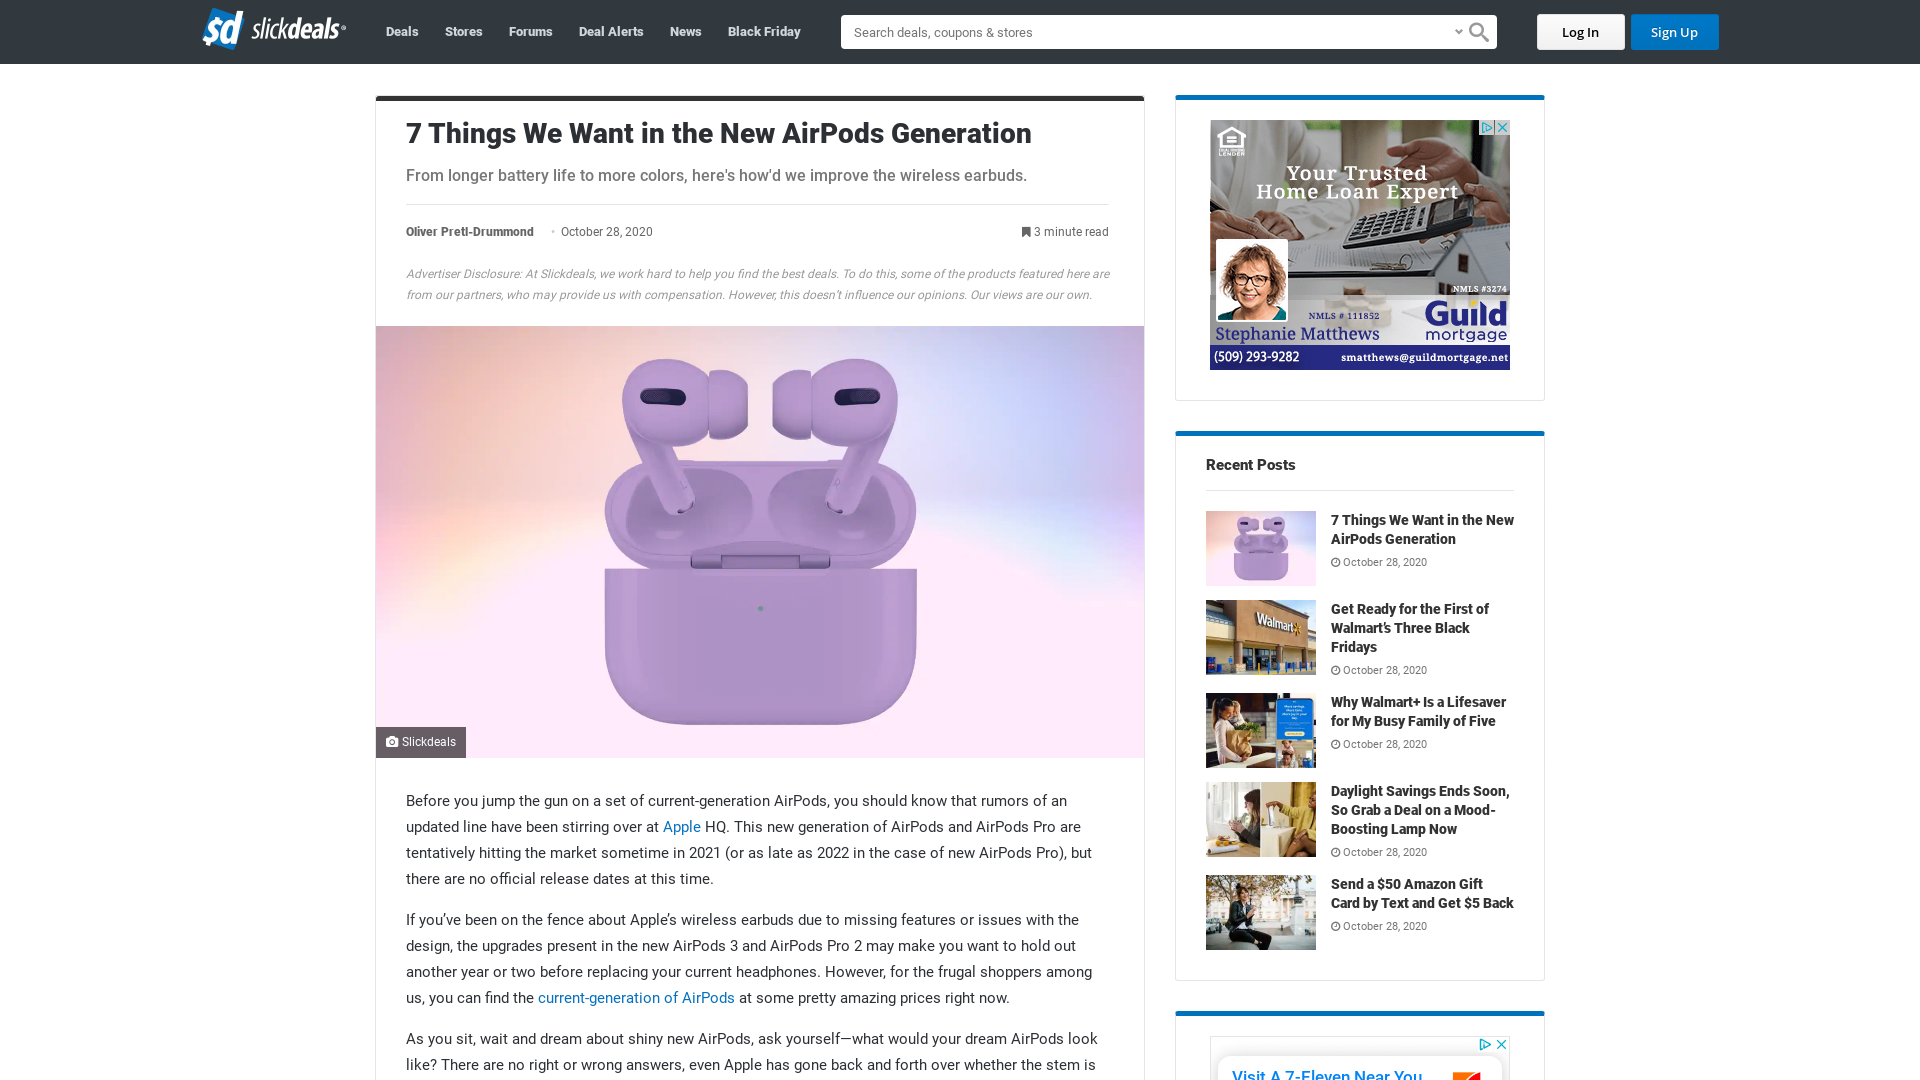 sd slickdeals
Deals
Stores
Forums
Deal Alerts
News
Black Friday
Search deals, coupons & stores
Log In
Sign Up
7 Things We Want in the New AirPods Generation
From longer battery life to more colors, here's how'd we improve the wireless earbuds.
Oliver Pretl-Drummond • October 28, 2020
3 minute read
Advertiser Disclosure: At Slickdeals, we work hard to help you find the best deals. To do this, some of the products featured here are
from our partners, who may provide us with compensation. However, this doesn’t influence our opinions. Our views are our own.
Slickdeals
Before you jump the gun on a set of current-generation AirPods, you should know that rumors of an
updated line have been stirring over at Apple HQ. This new generation of AirPods and AirPods Pro are
tentatively hitting the market sometime in 2021 (or as late as 2022 in the case of new AirPods Pro), but
there are no official release dates at this time.
If you’ve been on the fence about Apple’s wireless earbuds due to missing features or issues with the
design, the upgrades present in the new AirPods 3 and AirPods Pro 2 may make you want to hold out
another year or two before replacing your current headphones. However, for the frugal shoppers among
us, you can find the current-generation of AirPods at some pretty amazing prices right now.
As you sit, wait and dream about shiny new AirPods, ask yourself—what would your dream AirPods look
like? There are no right or wrong answers, even Apple has gone back and forth over whether the stem is
Your Trusted
Home Loan Expert
NMLS #3274
NMLS # 111852
Guild
mortgage
Stephanie Matthews
(509) 293-9282
smatthews@guildmortgage.net
Recent Posts
7 Things We Want in the New
AirPods Generation
October 28, 2020
Walmart
Get Ready for the First of
Walmart’s Three Black
Fridays
October 28, 2020
Why Walmart+ Is a Lifesaver
for My Busy Family of Five
October 28, 2020
Daylight Savings Ends Soon,
So Grab a Deal on a Mood-
Boosting Lamp Now
October 28, 2020
Send a $50 Amazon Gift
Card by Text and Get $5 Back
October 28, 2020
Visit A 7-Eleven Near You